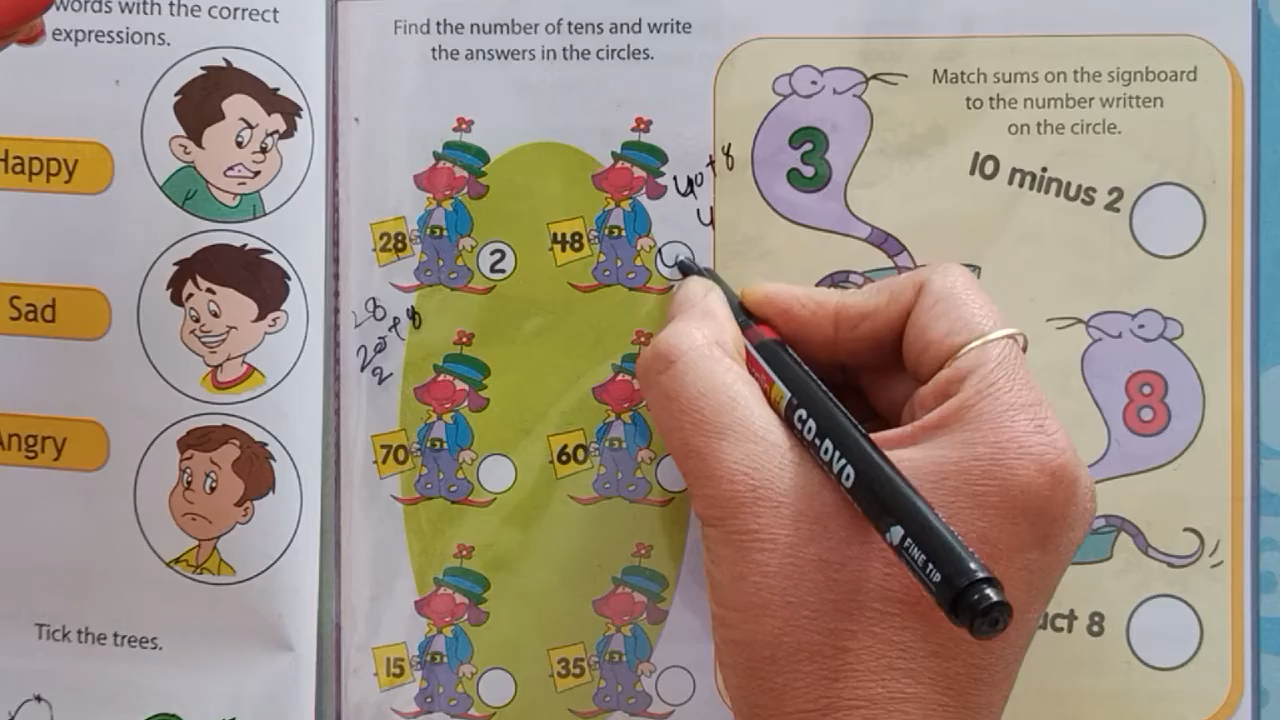 words with the correct
expressions.
Happy
Sad
Angry
Tick the trees.
Find the number of tens and write
the answers in the circles.
28
2
48
4
40+8
4
28
20+8
2
70
60
15
35
Match sums on the signboard
to the number written
on the circle.
3
10 minus 2
8
8
CD-DVD
FINE TIP